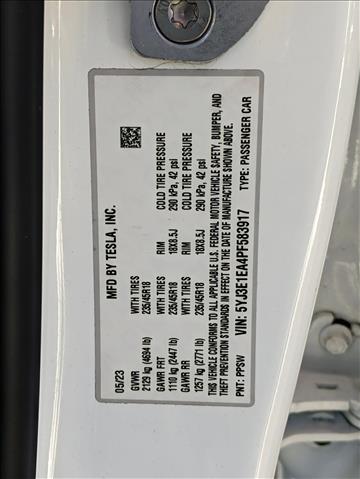 MFD BY TESLA, INC.
05/23
GVWR WITH TIRES RIM COLD TIRE PRESSURE
2129 kg (4694 lb) 235/45R18 18X8.5J 290 kPa, 42 psi
GAWR FRT WITH TIRES RIM COLD TIRE PRESSURE
1110 kg (2447 lb) 235/45R18 18X8.5J 290 kPa, 42 psi
GAWR RR
1257 kg (2771 lb) 235/45R18
THIS VEHICLE CONFORMS TO ALL APPLICABLE U.S. FEDERAL MOTOR VEHICLE SAFETY, BUMPER, AND
THEFT PREVENTION STANDARDS IN EFFECT ON THE DATE OF MANUFACTURE SHOWN ABOVE.
VIN: 5YJ3E1EA4PF583917
PNT: PPSW TYPE: PASSENGER CAR